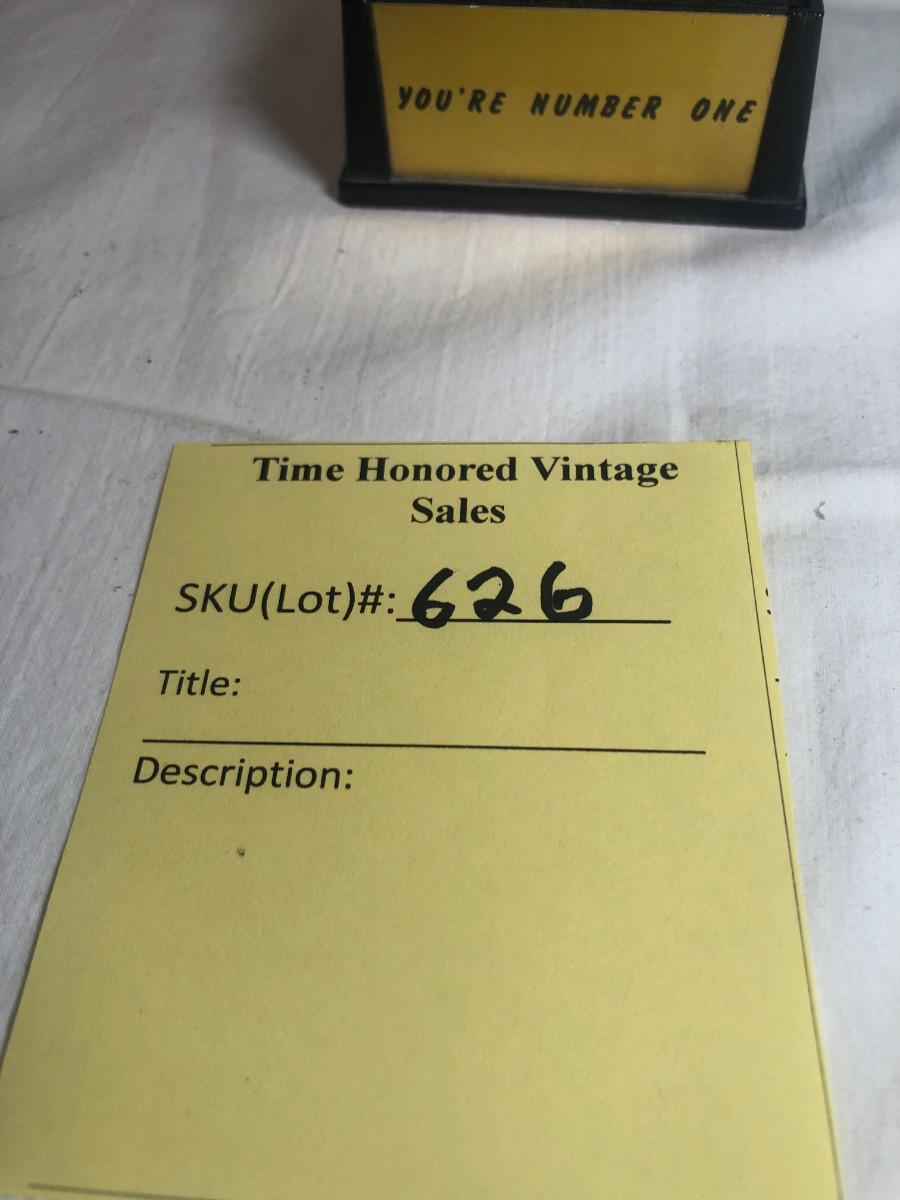 YOU'RE NUMBER ONE
Time Honored Vintage
Sales
SKU(Lot)#: 626
Title:
Description: